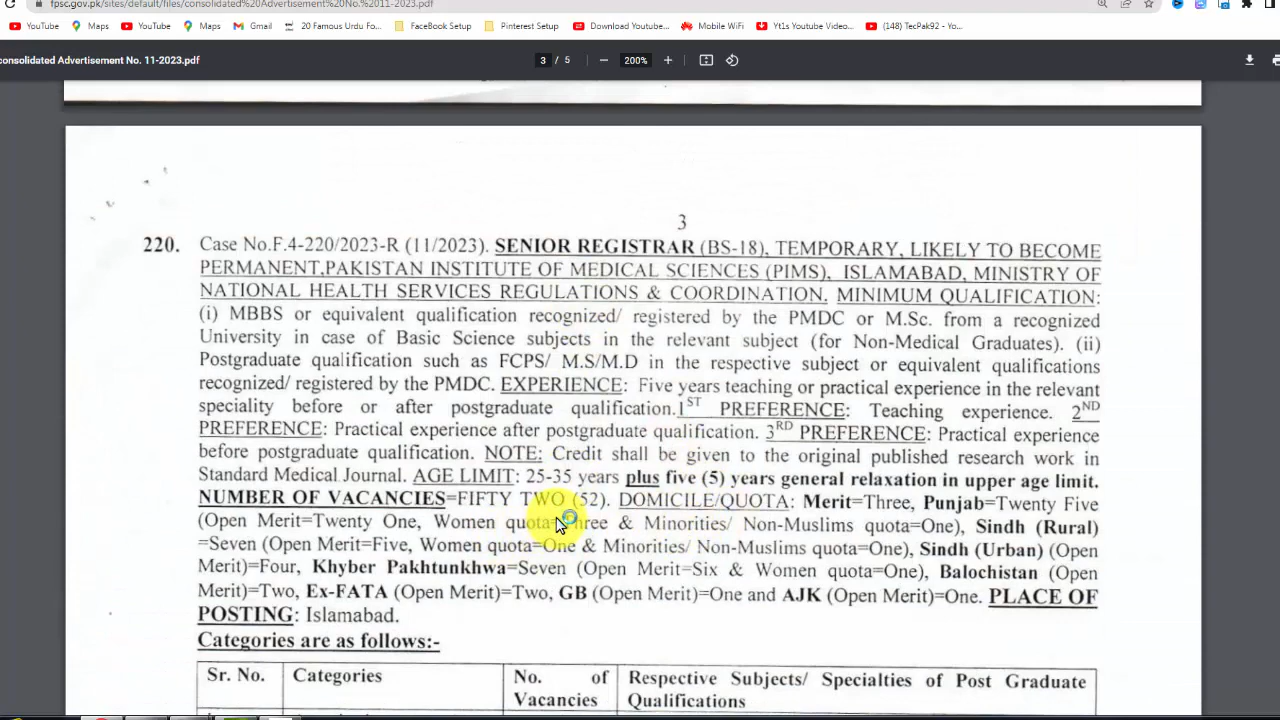 fpsc.gov.pk/sites/default/files/consolidated%20Advertisement%20No.%2011-2023.pdf
YouTube Maps YouTube Maps Gmail 20 Famous Urdu Fo... FaceBook Setup Pinterest Setup Download Youtube... Mobile WiFi Yt1s Youtube Video... (148) TecPak92 - Yo...
consolidated Advertisement No. 11-2023.pdf 3 / 5 — 200% +
3
220. Case No.F.4-220/2023-R (11/2023). SENIOR REGISTRAR (BS-18), TEMPORARY, LIKELY TO BECOME
PERMANENT,PAKISTAN INSTITUTE OF MEDICAL SCIENCES (PIMS), ISLAMABAD, MINISTRY OF
NATIONAL HEALTH SERVICES REGULATIONS & COORDINATION. MINIMUM QUALIFICATION:
(i) MBBS or equivalent qualification recognized/ registered by the PMDC or M.Sc. from a recognized
University in case of Basic Science subjects in the relevant subject (for Non-Medical Graduates). (ii)
Postgraduate qualification such as FCPS/ M.S/M.D in the respective subject or equivalent qualifications
recognized/ registered by the PMDC. EXPERIENCE: Five years teaching or practical experience in the relevant
speciality before or after postgraduate qualification.1ST PREFERENCE: Teaching experience. 2ND
PREFERENCE: Practical experience after postgraduate qualification. 3RD PREFERENCE: Practical experience
before postgraduate qualification. NOTE: Credit shall be given to the original published research work in
Standard Medical Journal. AGE LIMIT: 25-35 years plus five (5) years general relaxation in upper age limit.
NUMBER OF VACANCIES=FIFTY TWO (52). DOMICILE/QUOTA: Merit=Three, Punjab=Twenty Five
(Open Merit=Twenty One, Women quota=Three & Minorities/ Non-Muslims quota=One), Sindh (Rural)
=Seven (Open Merit=Five, Women quota=One & Minorities/ Non-Muslims quota=One), Sindh (Urban) (Open
Merit)=Four, Khyber Pakhtunkhwa=Seven (Open Merit=Six & Women quota=One), Balochistan (Open
Merit)=Two, Ex-FATA (Open Merit)=Two, GB (Open Merit)=One and AJK (Open Merit)=One. PLACE OF
POSTING: Islamabad.
Categories are as follows:-
Sr. No. Categories No. of Respective Subjects/ Specialties of Post Graduate
Vacancies Qualifications